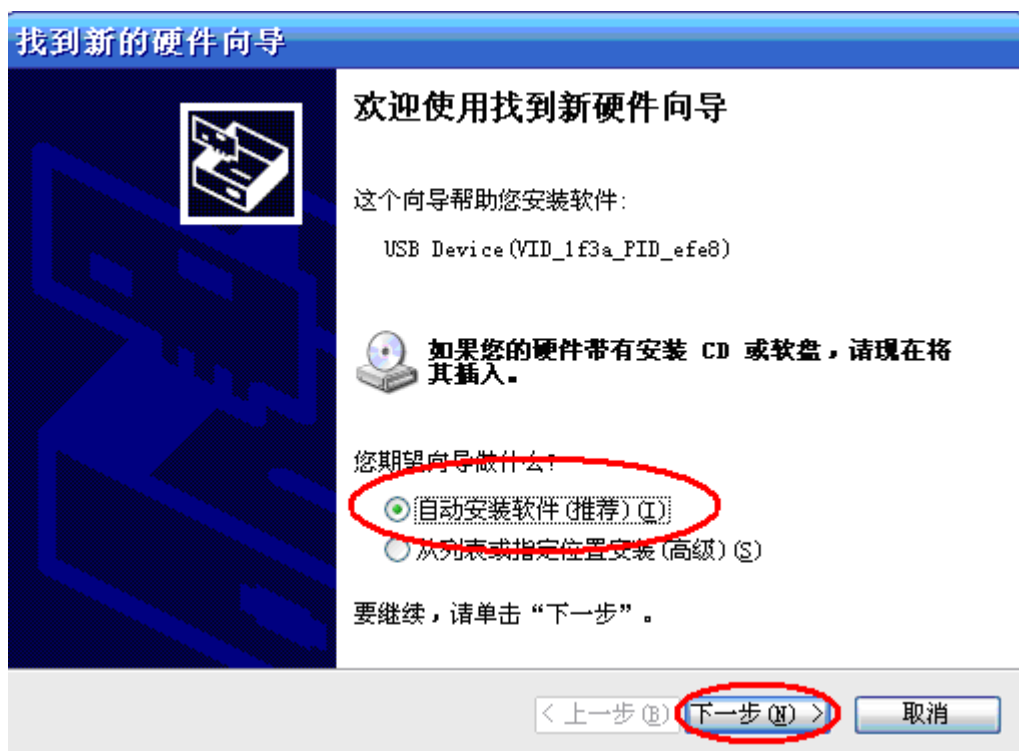 找到新的硬件向导
欢迎使用找到新硬件向导
这个向导帮助您安装软件:
USB Device(VID_1f3a_PID_efe8)
如果您的硬件带有安装 CD 或软盘，请现在将
其插入。
您期望向导做什么?
自动安装软件(推荐)(I)
从列表或指定位置安装(高级)(S)
要继续，请单击“下一步”。
< 上一步(B) 下一步(N) > 取消